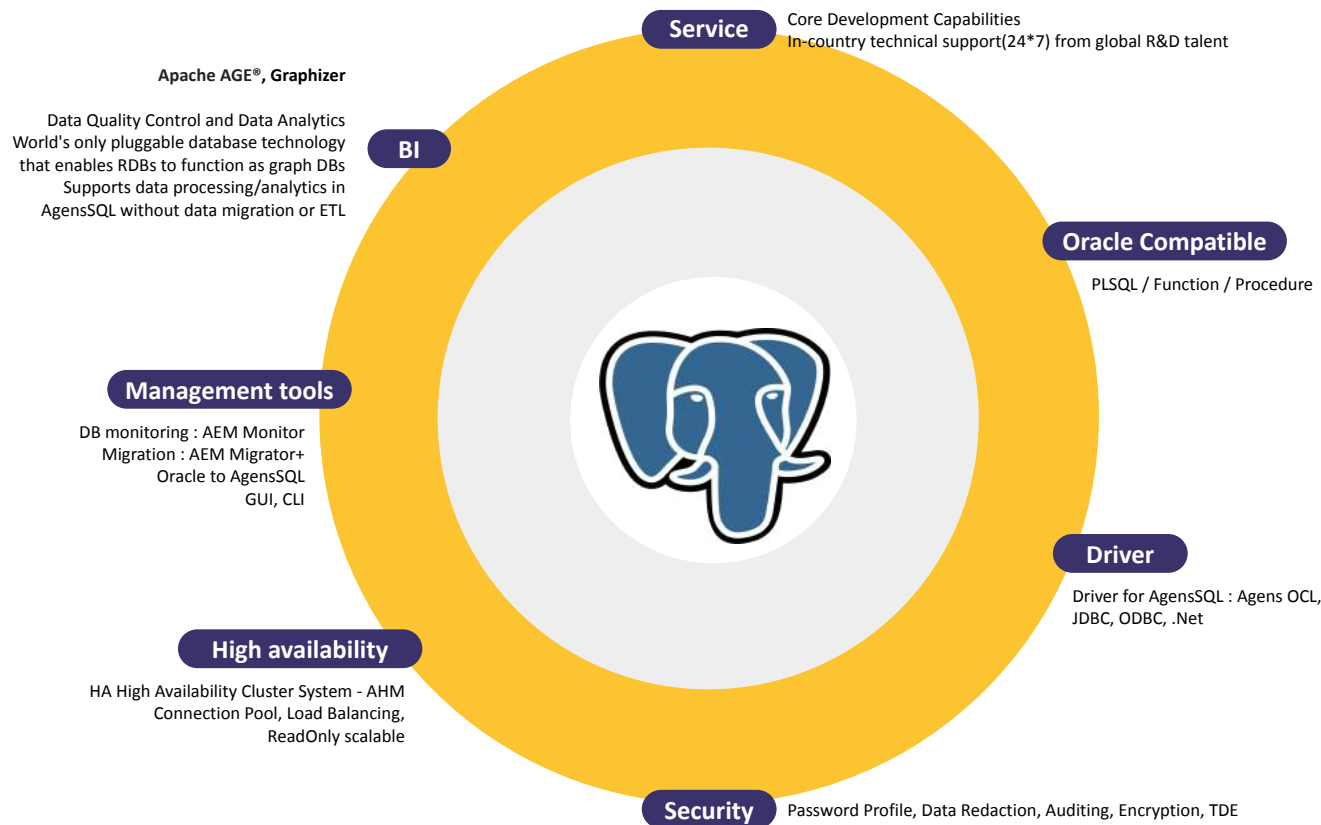 Service
Core Development Capabilities
In-country technical support(24*7) from global R&D talent
BI
Apache AGE®, Graphizer
Data Quality Control and Data Analytics
World's only pluggable database technology
that enables RDBs to function as graph DBs
Supports data processing/analytics in
AgensSQL without data migration or ETL
Oracle Compatible
PLSQL / Function / Procedure
Management tools
DB monitoring : AEM Monitor
Migration : AEM Migrator+
Oracle to AgensSQL
GUI, CLI
Driver
Driver for AgensSQL : Agens OCL,
JDBC, ODBC, .Net
High availability
HA High Availability Cluster System - AHM
Connection Pool, Load Balancing,
ReadOnly scalable
Security
Password Profile, Data Redaction, Auditing, Encryption, TDE